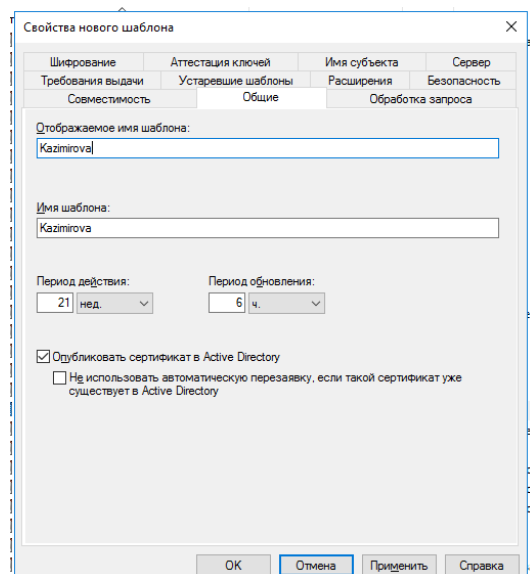 Свойства нового шаблона
Шифрование Аттестация ключей Имя субъекта Сервер
Требования выдачи Устаревшие шаблоны Расширения Безопасность
Совместимость Общие Обработка запроса
Отображаемое имя шаблона:
Kazimirova
Имя шаблона:
Kazimirova
Период действия: Период обновления:
21 нед. 6 ч.
Опубликовать сертификат в Active Directory
Не использовать автоматическую перезаявку, если такой сертификат уже
существует в Active Directory
OK Отмена Применить Справка